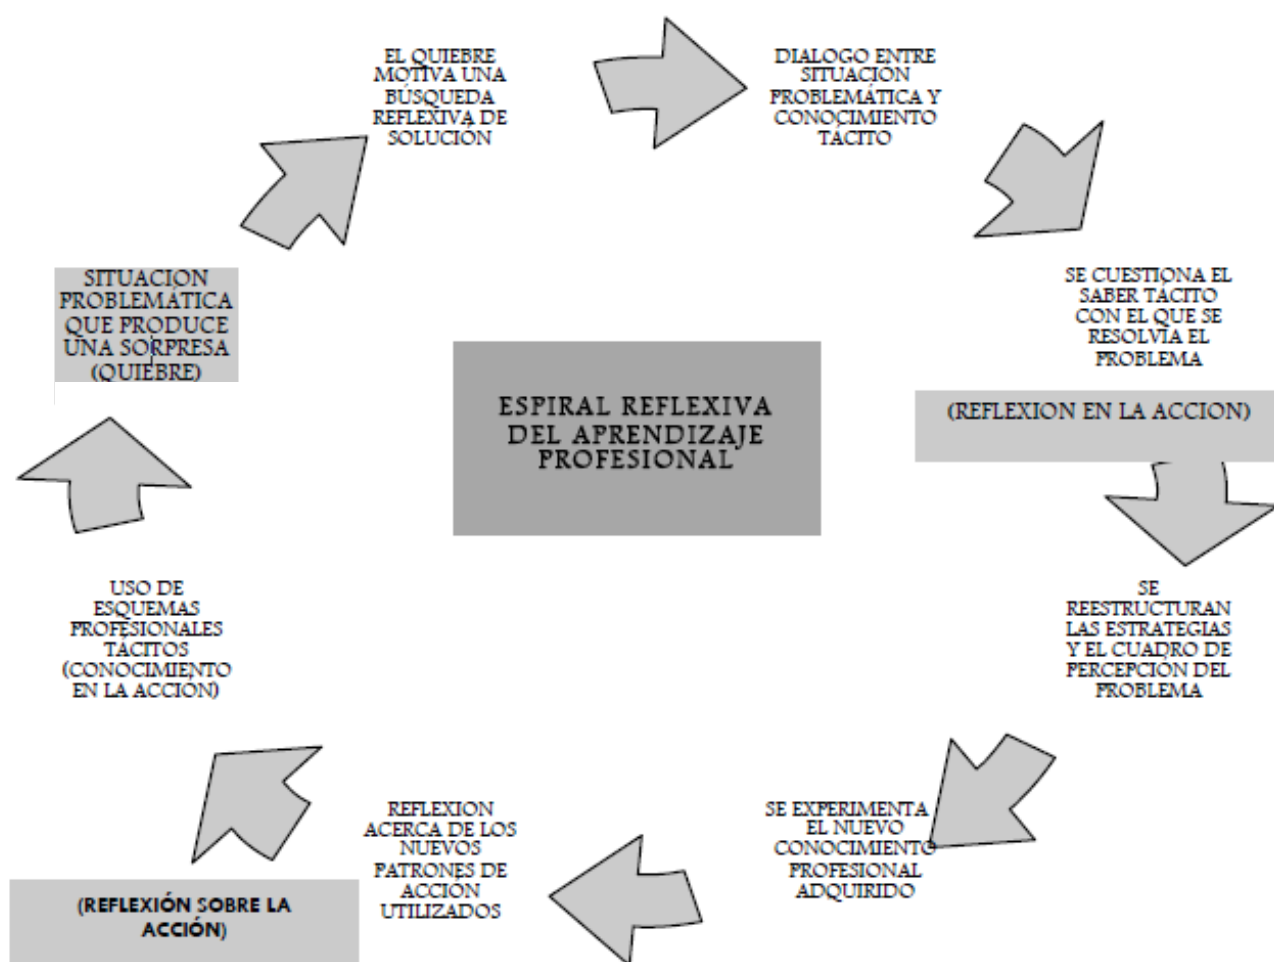 EL QUIEBRE
MOTIVA UNA
BÚSQUEDA
REFLEXIVA DE
SOLUCIÓN
DIALOGO ENTRE
SITUACIÓN
PROBLEMÁTICA Y
CONOCIMIENTO
TÁCITO
SE CUESTIONA EL
SABER TÁCITO
CON EL QUE SE
RESOLVÍA EL
PROBLEMA
(REFLEXION EN LA ACCION)
SE
REESTRUCTURAN
LAS ESTRATEGIAS
Y EL CUADRO DE
PERCEPCIÓN DEL
PROBLEMA
SE EXPERIMENTA
EL NUEVO
CONOCIMIENTO
PROFESIONAL
ADQUIRIDO
REFLEXION
ACERCA DE LOS
NUEVOS
PATRONES DE
ACCIÓN
UTILIZADOS
(REFLEXIÓN SOBRE LA
ACCIÓN)
USO DE
ESQUEMAS
PROFESIONALES
TÁCITOS
(CONOCIMIENTO
EN LA ACCIÓN)
SITUACION
PROBLEMÁTICA
QUE PRODUCE
UNA SORPRESA
(QUIEBRE)
ESPIRAL REFLEXIVA
DEL APRENDIZAJE
PROFESIONAL